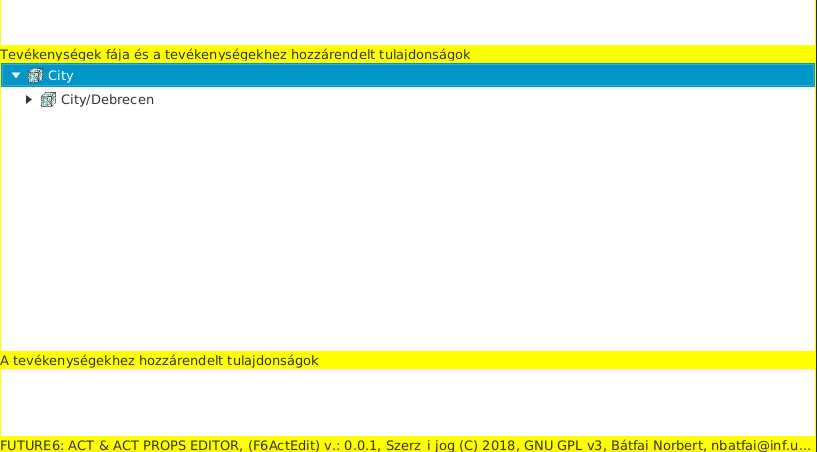 Tevékenységek fája és a tevékenységekhez hozzárendelt tulajdonságok
City
City/Debrecen
A tevékenységekhez hozzárendelt tulajdonságok
FUTURE6: ACT & ACT PROPS EDITOR, (F6ActEdit) v.: 0.0.1, Szerz i jog (C) 2018, GNU GPL v3, Bátfai Norbert, nbatfai@inf.u...